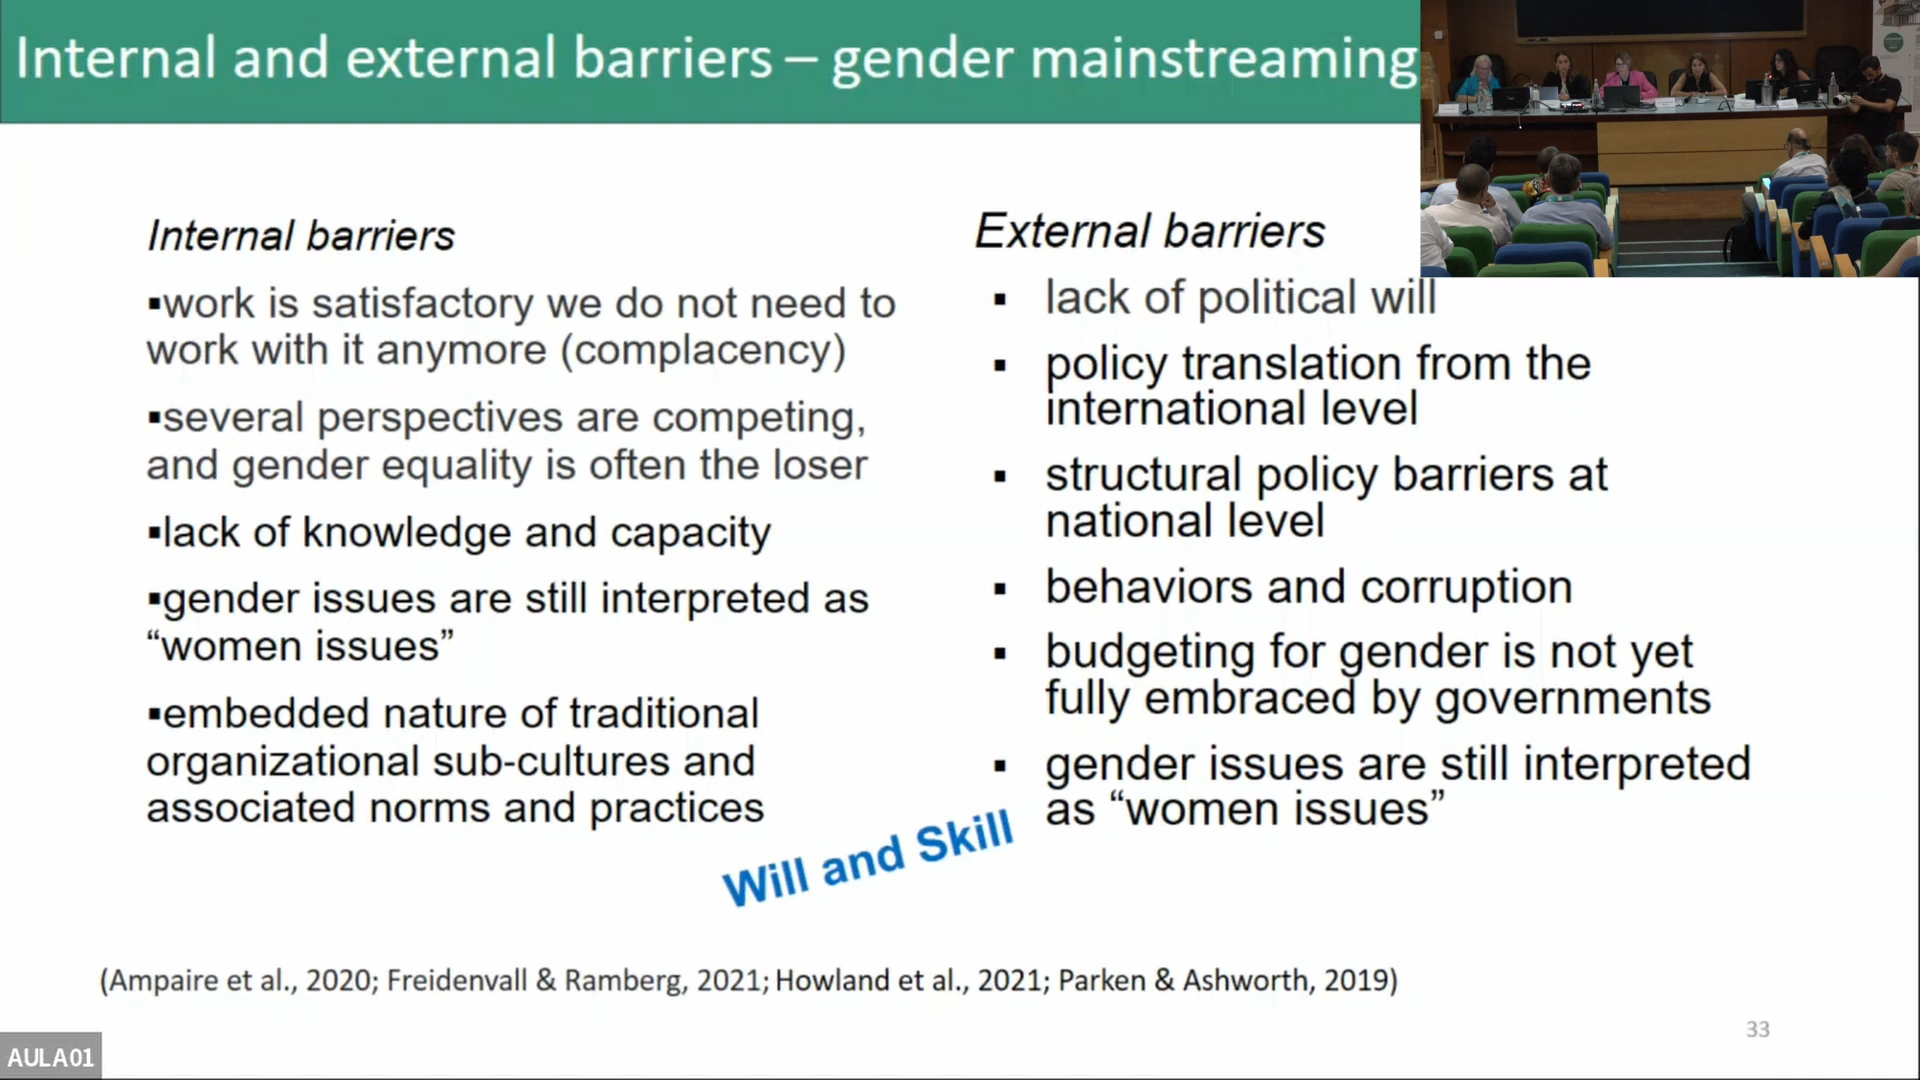 Internal and external barriers – gender mainstreaming
Internal barriers
▪work is satisfactory we do not need to
work with it anymore (complacency)
▪several perspectives are competing,
and gender equality is often the loser
▪lack of knowledge and capacity
▪gender issues are still interpreted as
“women issues”
▪embedded nature of traditional
organizational sub-cultures and
associated norms and practices
External barriers
▪ lack of political will
▪ policy translation from the
international level
▪ structural policy barriers at
national level
▪ behaviors and corruption
▪ budgeting for gender is not yet
fully embraced by governments
▪ gender issues are still interpreted
as “women issues”
Will and Skill
(Ampaire et al., 2020; Freidenvall & Ramberg, 2021; Howland et al., 2021; Parken & Ashworth, 2019)
33
AULA01